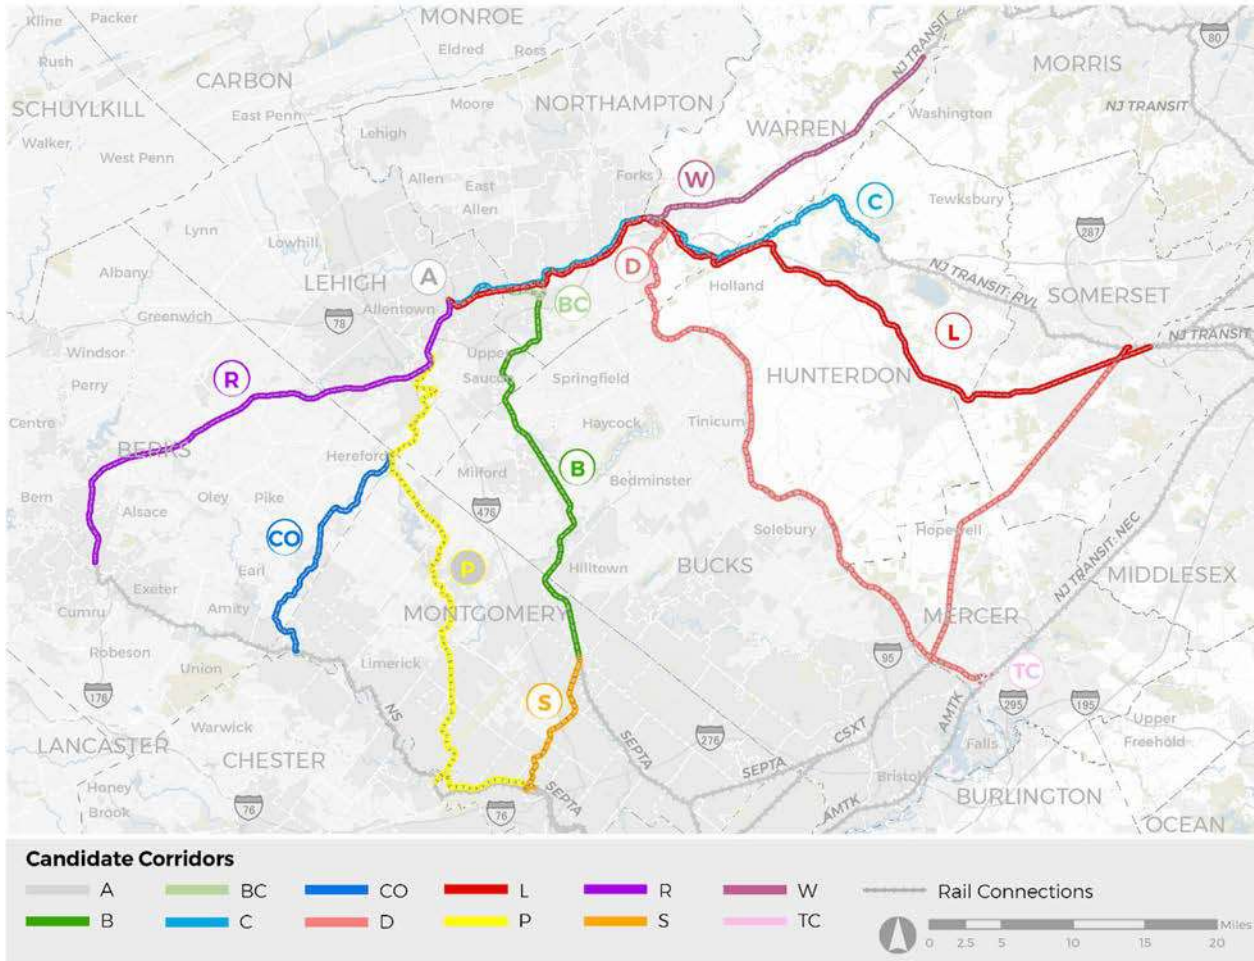 MONROE
Kline
Packer
Eldred
Ross
80
MORRIS
Rush
CARBON
NJ TRANSIT
SCHUYLKILL
East Penn
Moore
NORTHAMPTON
NJ TRANSIT
Washington
Walker
Lehigh
WARREN
West Penn
Allen
East
Allen
Forks
W
C
Tewksbury
Lynn
Lowhill
287
Albany
LEHIGH
A
D
Holland
NJ TRANSIT: RVL
SOMERSET
Greenwich
78
Allentown
BC
NJ TRANSIT
Windsor
Perry
R
Upper
Saucon
Springfield
L
HUNTERDON
Centre
BERKS
Haycock
Tinicum
Hereford
Milford
B
Bedminster
Bern
Oley
Pike
Alsace
476
CO
Solebury
Hopewell
Earl
P
Hilltown
BUCKS
NJ TRANSIT: NEC
MIDDLESEX
Exeter
Cumru
Amity
MONTGOMERY
MERCER
Robeson
Union
Limerick
95
TC
176
S
295
195
Upper
Freehold
NS
Warwick
SEPTA
276
CSXT
AMTK
Falls
LANCASTER
CHESTER
SEPTA
Bristol
Honey
Brook
76
76
SEPTA
AMTK
BURLINGTON
OCEAN
Candidate Corridors
A
BC
CO
L
R
W
Rail Connections
B
C
D
P
S
TC
Miles
0 2.5 5 10 15 20